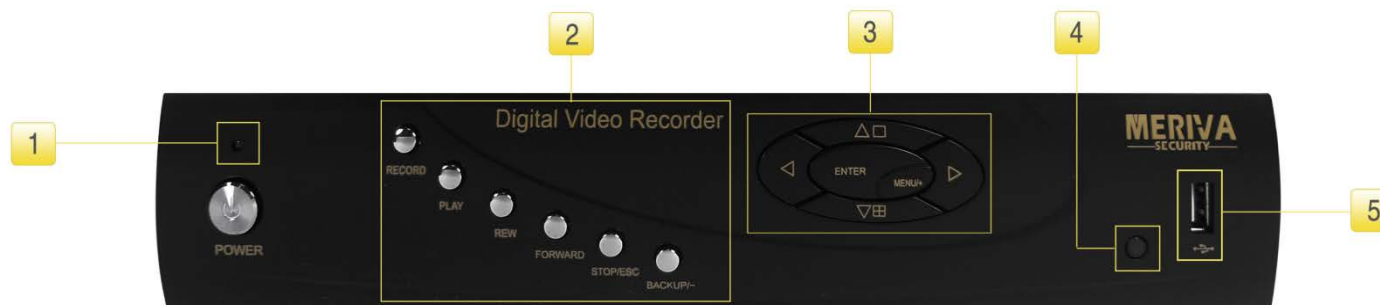 2
3
4
1
5
Digital Video Recorder
MERIVA
SECURITY
RECORD
PLAY
REW
FORWARD
STOP/ESC
BACKUP/-
POWER
ENTER
MENU/+